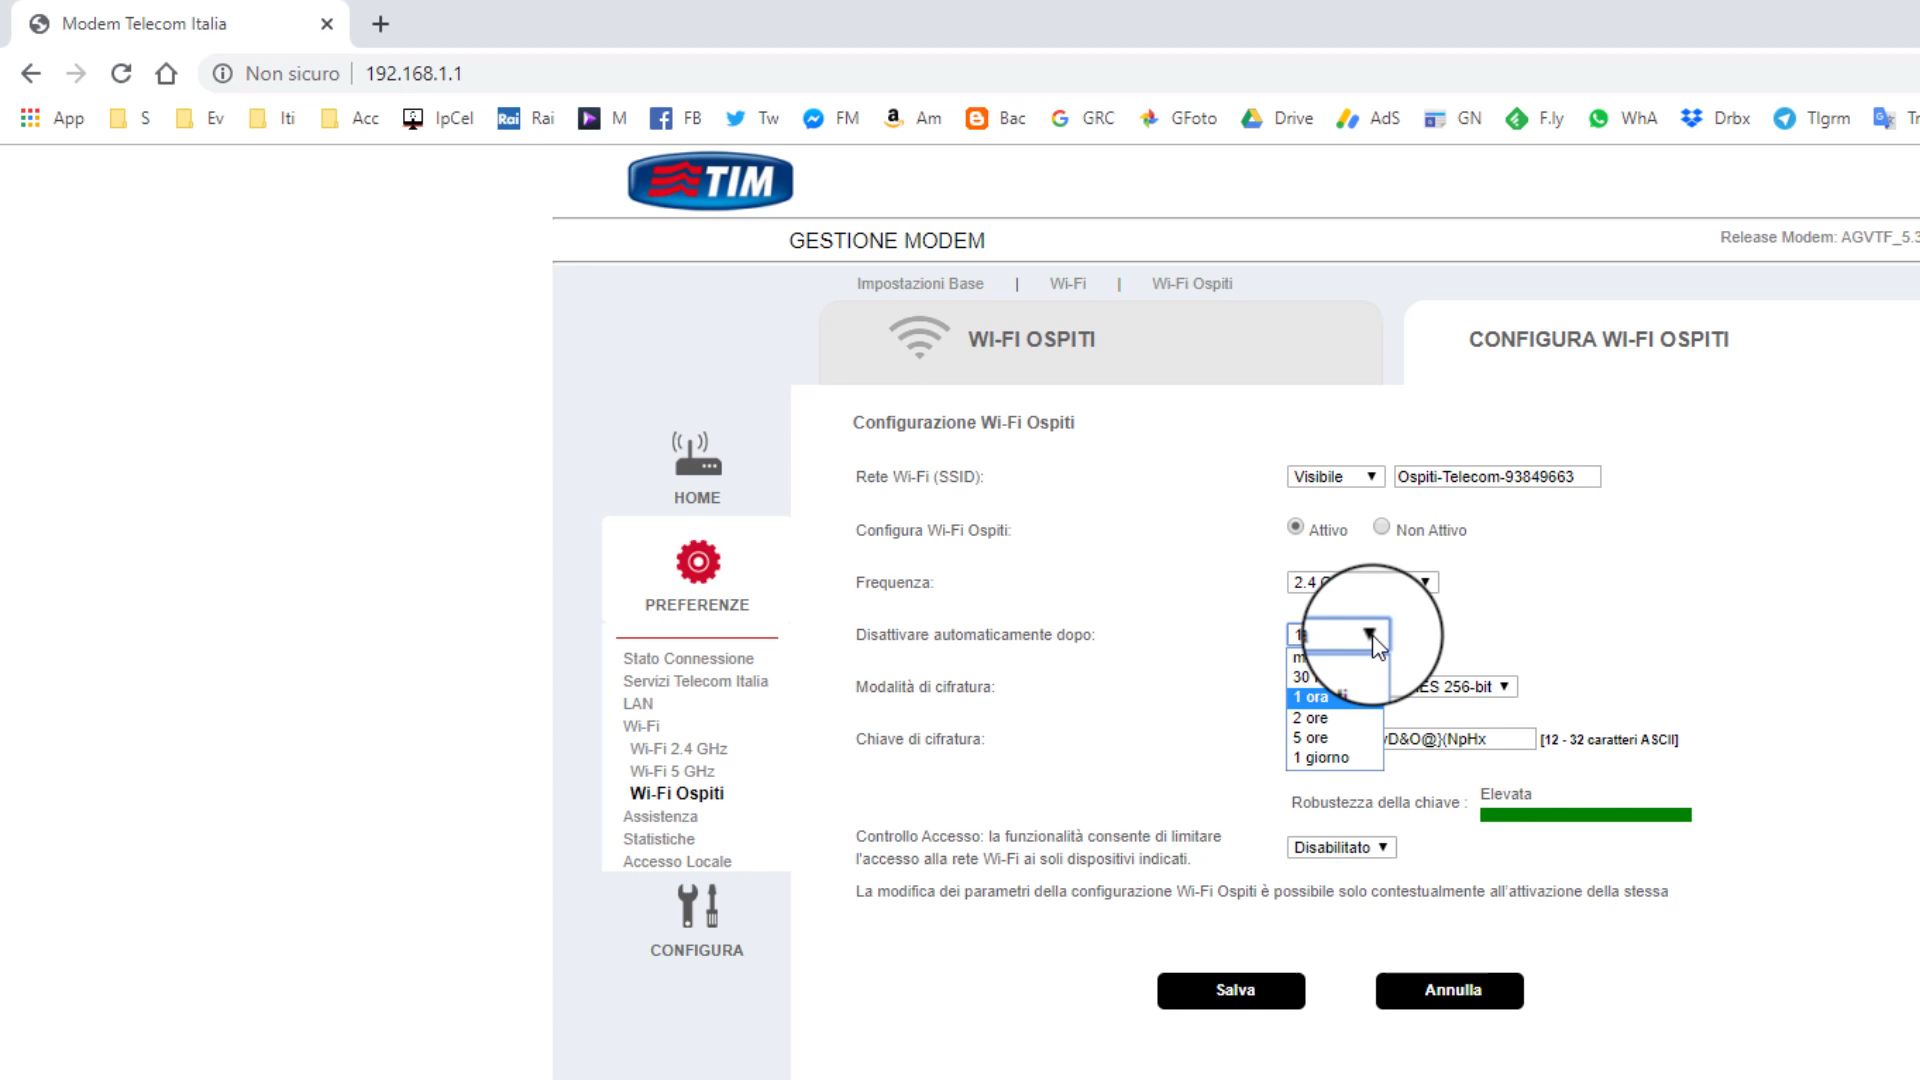 Modem Telecom Italia
Non sicuro 192.168.1.1
App S Ev Iti Acc IpCel Rai Rai M FB Tw FM Am Bac GRC GFoto Drive AdS GN F.ly WhA Drbx Tlgrm
TIM
GESTIONE MODEM
Release Modem: AGVTF_5.3
Impostazioni Base | Wi-Fi | Wi-Fi Ospiti
WI-FI OSPITI
CONFIGURA WI-FI OSPITI
Configurazione Wi-Fi Ospiti
Rete Wi-Fi (SSID): Visibile Ospiti-Telecom-93849663
Configura Wi-Fi Ospiti: Attivo Non Attivo
Frequenza: 2.4
Disattivare automaticamente dopo: 1
30
1 ora
2 ore
5 ore
1 giorno
Modalità di cifratura: 256-bit
Chiave di cifratura: D&O@}(NpHx [12 - 32 caratteri ASCII]
Robustezza della chiave : Elevata
Controllo Accesso: la funzionalità consente di limitare
l'accesso alla rete Wi-Fi ai soli dispositivi indicati.
Disabilitato
La modifica dei parametri della configurazione Wi-Fi Ospiti è possibile solo contestualmente all'attivazione della stessa
Salva
Annulla
HOME
PREFERENZE
Stato Connessione
Servizi Telecom Italia
LAN
Wi-Fi
Wi-Fi 2.4 GHz
Wi-Fi 5 GHz
Wi-Fi Ospiti
Assistenza
Statistiche
Accesso Locale
CONFIGURA